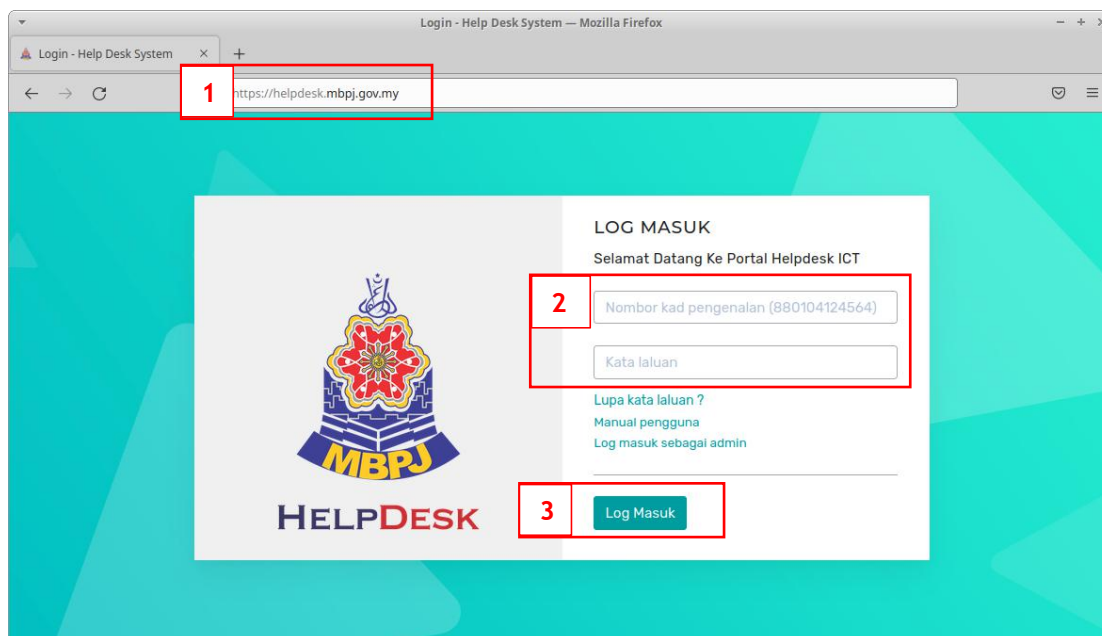 Login - Help Desk System — Mozilla Firefox
Login - Help Desk System
1
https://helpdesk.mbpj.gov.my
LOG MASUK
Selamat Datang Ke Portal Helpdesk ICT
2
Nombor kad pengenalan (880104124564)
Kata laluan
Lupa kata laluan ?
Manual pengguna
Log masuk sebagai admin
MBPJ
HELPDESK
3
Log Masuk